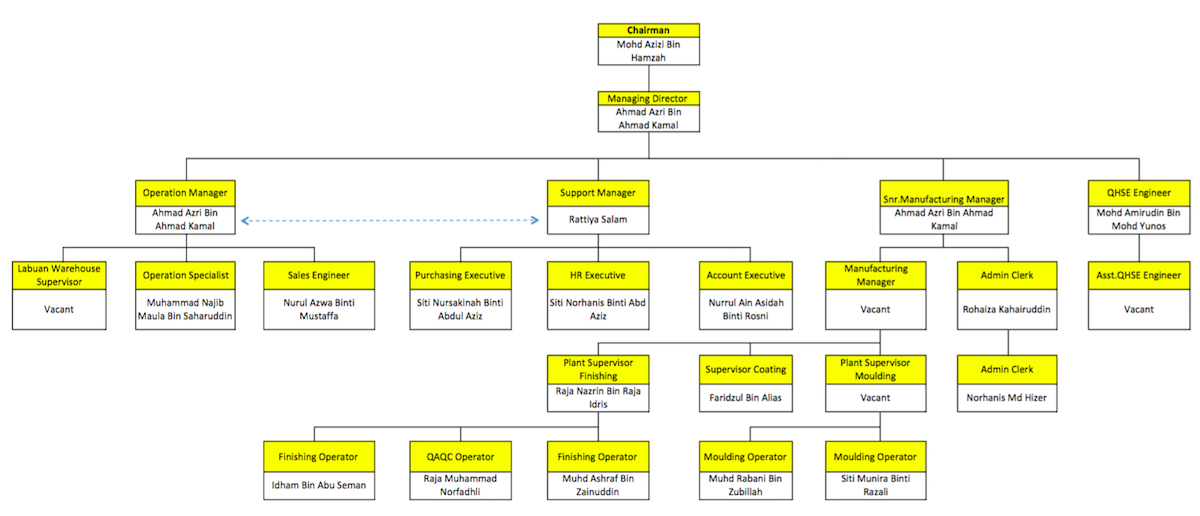 Chairman
Mohd Azizi Bin
Hamzah
Managing Director
Ahmad Azri Bin
Ahmad Kamal
Operation Manager
Ahmad Azri Bin
Ahmad Kamal
Support Manager
Rattiya Salam
Snr.Manufacturing Manager
Ahmad Azri Bin Ahmad
Kamal
QHSE Engineer
Mohd Amirudin Bin
Mohd Yunos
Labuan Warehouse
Supervisor
Vacant
Operation Specialist
Muhammad Najib
Maula Bin Saharuddin
Sales Engineer
Nurul Azwa Binti
Mustaffa
Purchasing Executive
Siti Nursakinah Binti
Abdul Aziz
HR Executive
Siti Norhanis Binti Abd
Aziz
Account Executive
Nurrul Ain Asidah
Binti Rosni
Manufacturing
Manager
Vacant
Admin Clerk
Rohaiza Kahairuddin
Asst.QHSE Engineer
Vacant
Plant Supervisor
Finishing
Raja Nazrin Bin Raja
Idris
Supervisor Coating
Faridzul Bin Alias
Plant Supervisor
Moulding
Vacant
Admin Clerk
Norhanis Md Hizer
Finishing Operator
Idham Bin Abu Seman
QAQC Operator
Raja Muhammad
Norfadhli
Finishing Operator
Muhd Ashraf Bin
Zainuddin
Moulding Operator
Muhd Rabani Bin
Zubillah
Moulding Operator
Siti Munira Binti
Razali